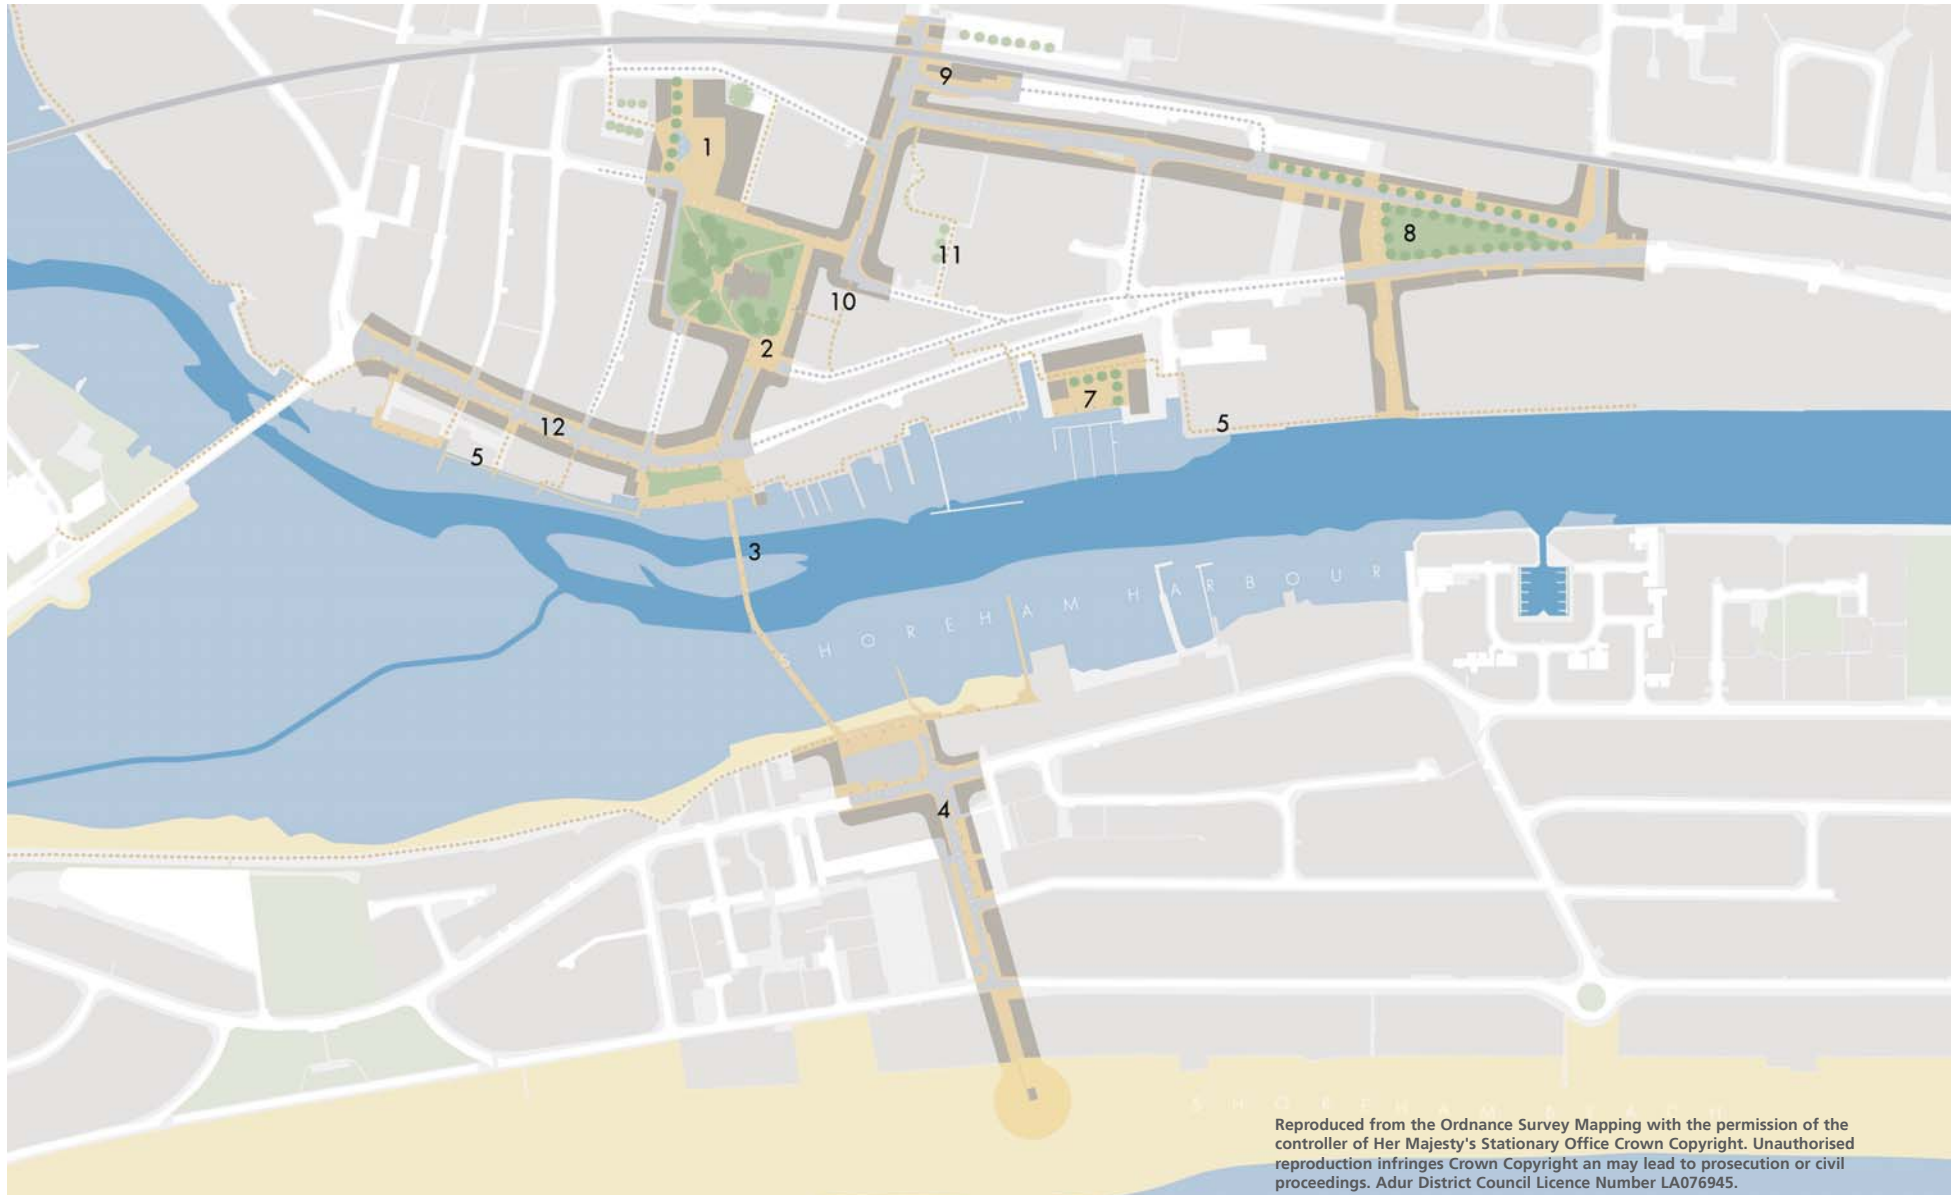 9
1
8
11
10
2
7
5
12
5
3
SHOREHAM HARBOUR
4
SHOREHAM BEACH
Reproduced from the Ordnance Survey Mapping with the permission of the
controller of Her Majesty's Stationary Office Crown Copyright. Unauthorised
reproduction infringes Crown Copyright an may lead to prosecution or civil
proceedings. Adur District Council Licence Number LA076945.